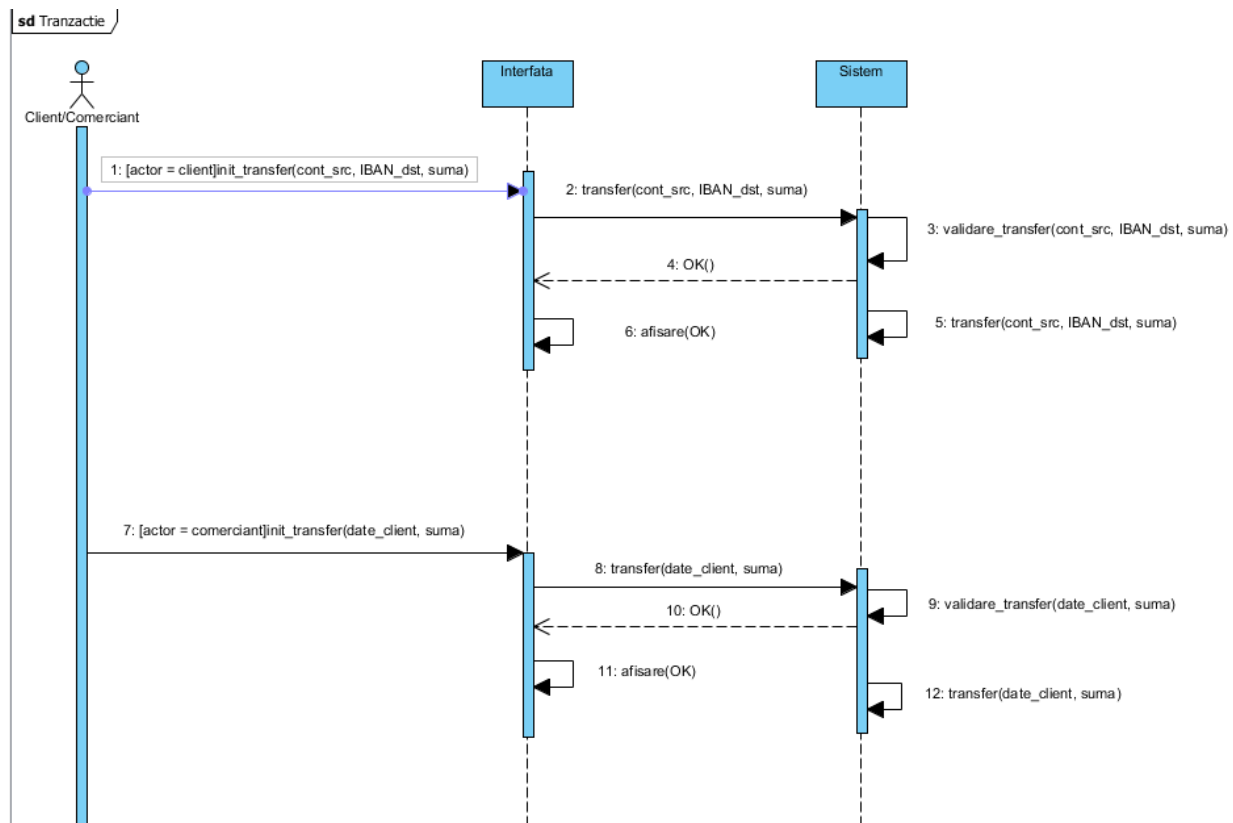 sd Tranzactie
Client/Comerciant
Interfata
Sistem
1: [actor = client]init_transfer(cont_src, IBAN_dst, suma)
2: transfer(cont_src, IBAN_dst, suma)
3: validare_transfer(cont_src, IBAN_dst, suma)
4: OK()
5: transfer(cont_src, IBAN_dst, suma)
6: afisare(OK)
7: [actor = comerciant]init_transfer(date_client, suma)
8: transfer(date_client, suma)
9: validare_transfer(date_client, suma)
10: OK()
11: afisare(OK)
12: transfer(date_client, suma)